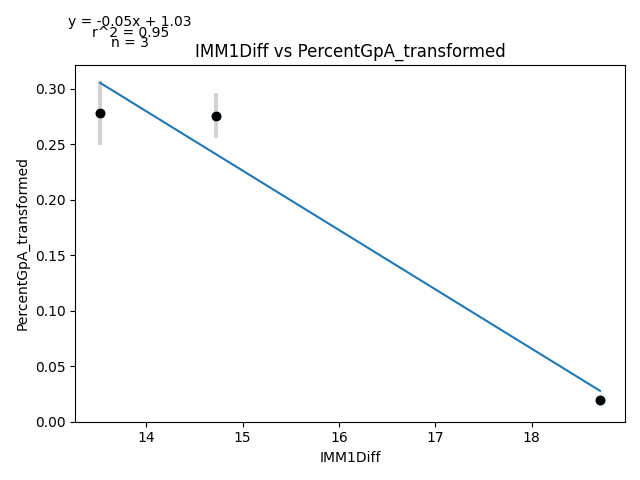 y = -0.05x + 1.03
r^2 = 0.95
n = 3
IMM1Diff vs PercentGpA_transformed
PercentGpA_transformed
0.30
0.25
0.20
0.15
0.10
0.05
0.00
14 15 16 17 18
IMM1Diff